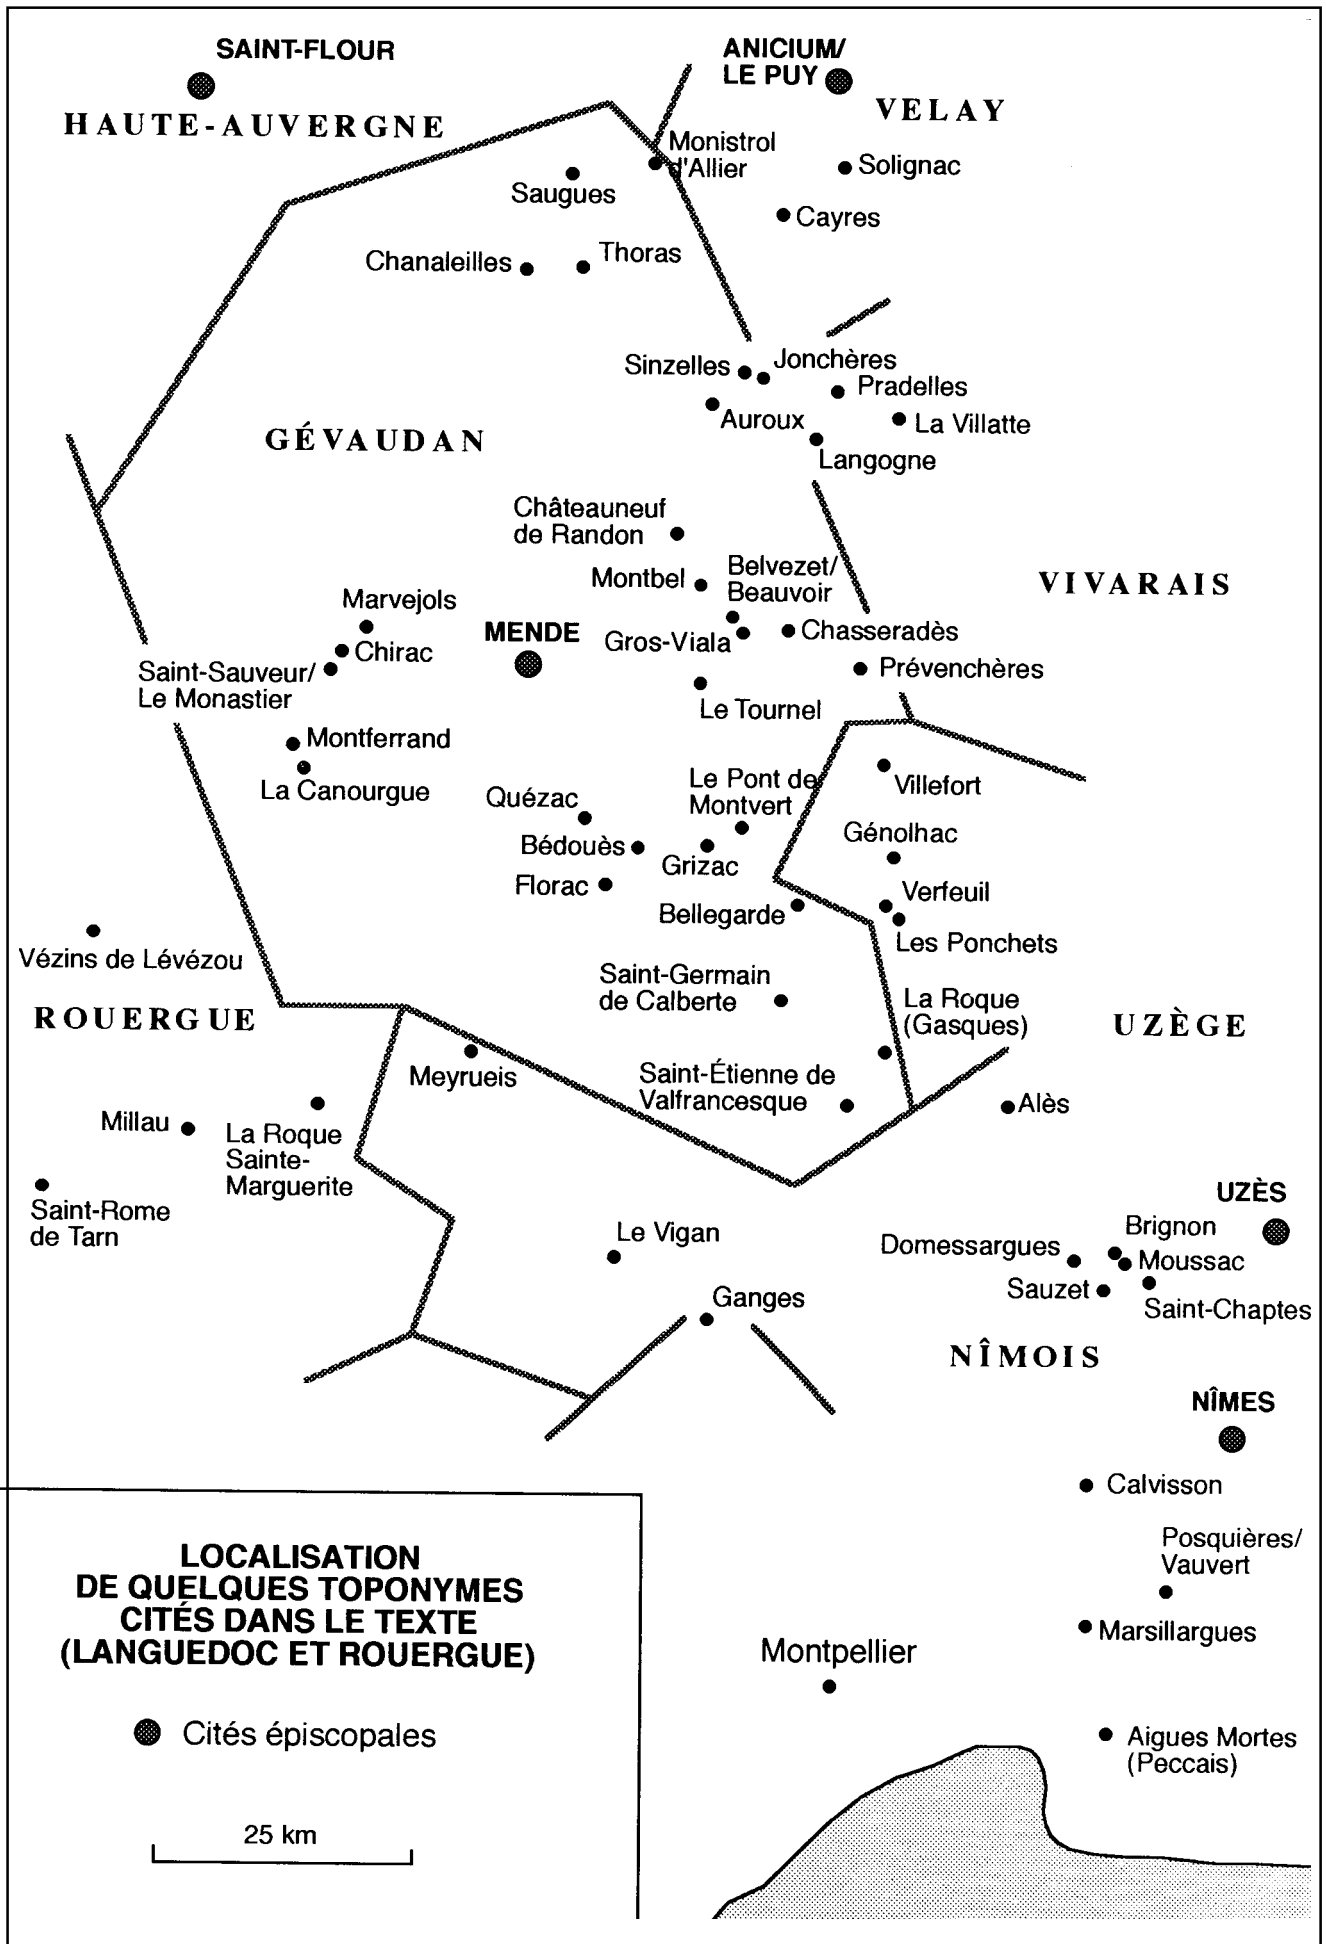 SAINT-FLOUR
ANICIUM/
LE PUY
HAUTE-AUVERGNE
VELAY
Monistrol
d'Allier
Solignac
Saugues
Cayres
Chanaleilles
Thoras
Sinzelles
Jonchères
Pradelles
Auroux
La Villatte
GÉVAUDAN
Langogne
Châteauneuf
de Randon
Montbel
Belvezet/
Beauvoir
VIVARAIS
Marvejols
MENDE
Gros-Viala
Chasseradès
Chirac
Saint-Sauveur/
Le Monastier
Prévenchères
Le Tournel
Montferrand
La Canourgue
Le Pont de
Montvert
Villefort
Quézac
Génolhac
Bédouès
Grizac
Florac
Verfeuil
Bellegarde
Les Ponchets
Vézins de Lévézou
Saint-Germain
de Calberte
La Roque
(Gasques)
ROUERGUE
UZÈGE
Meyrueis
Saint-Étienne de
Valfrancesque
Alès
Millau
La Roque
Sainte-
Marguerite
Saint-Rome
de Tarn
UZÈS
Le Vigan
Brignon
Domessargues
Moussac
Sauzet
Saint-Chaptes
Ganges
NÎMOIS
NÎMES
Calvisson
Posquières/
Vauvert
Marsillargues
Montpellier
Aigues Mortes
(Peccais)
LOCALISATION
DE QUELQUES TOPONYMES
CITÉS DANS LE TEXTE
(LANGUEDOC ET ROUERGUE)
Cités épiscopales
25 km